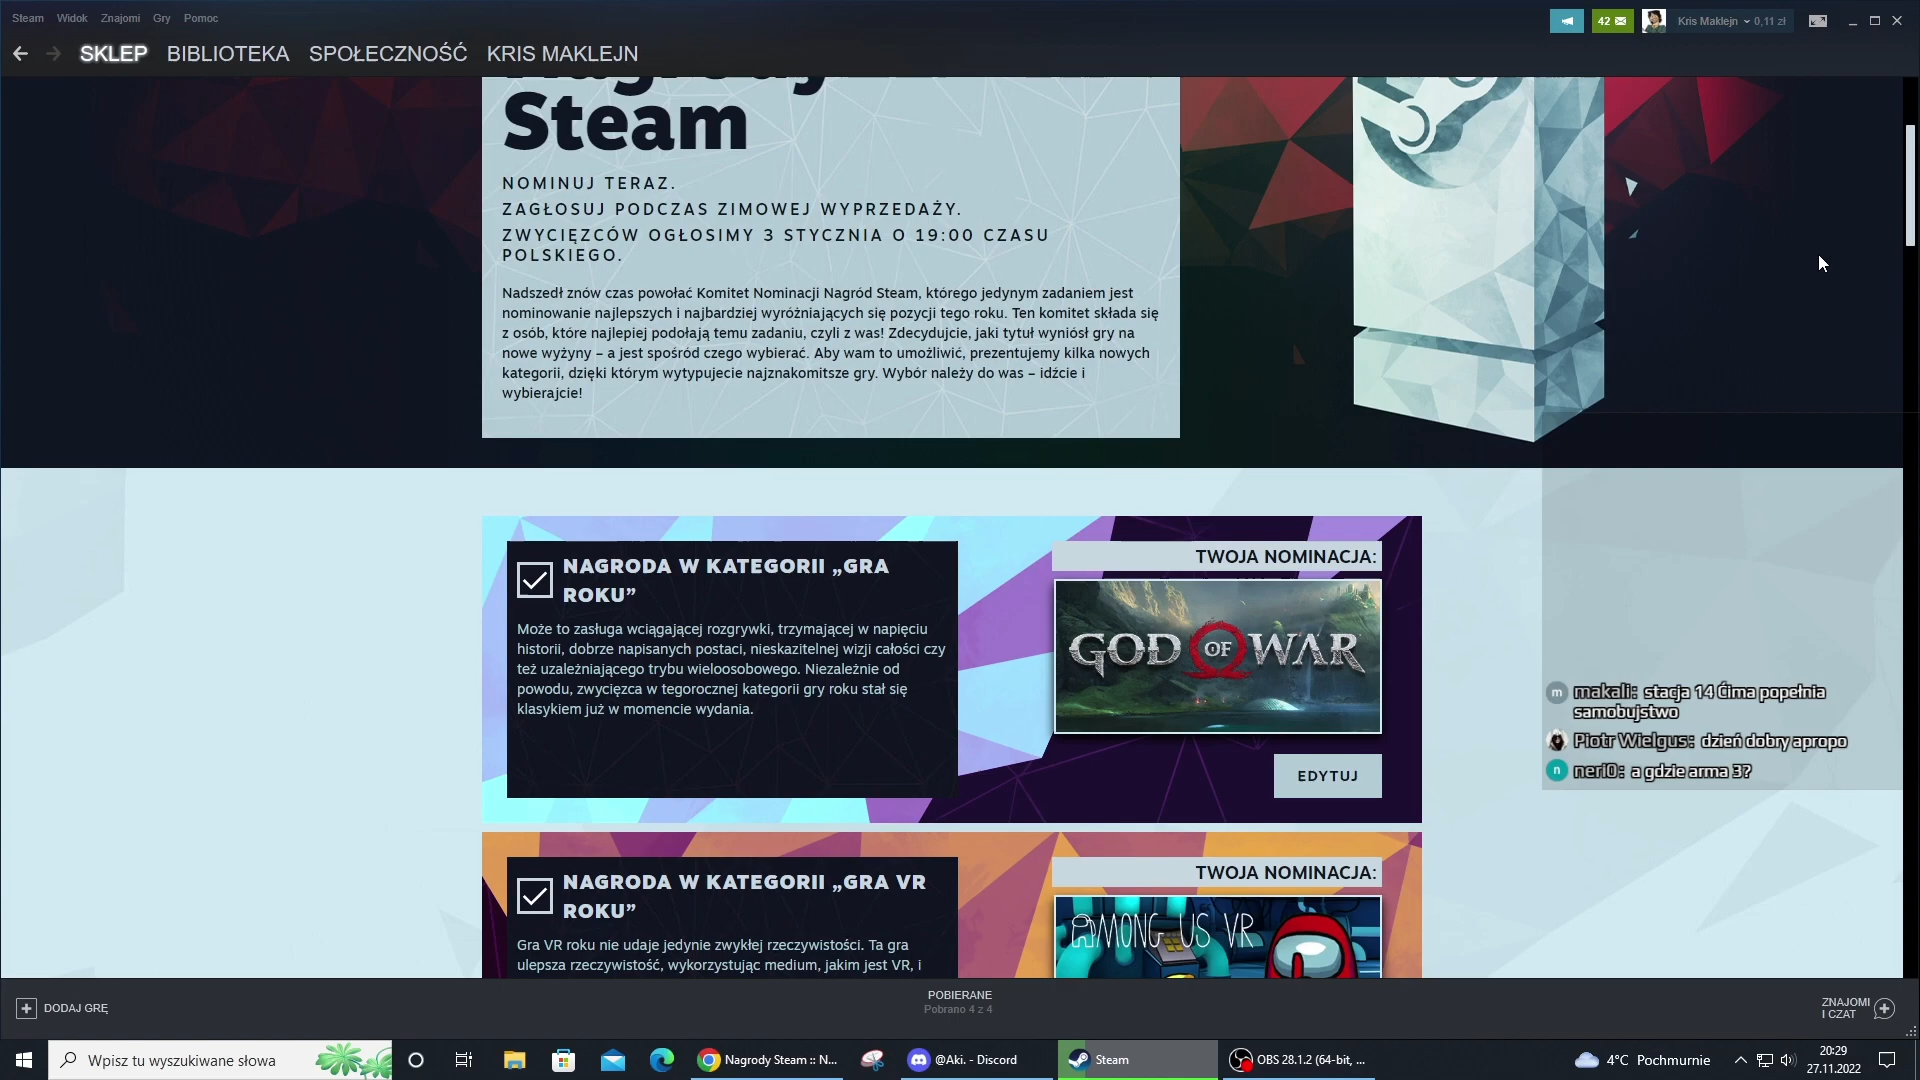 Steam Widok Znajomi Gry Pomoc
42
Kris Maklejn 0,11 zł
SKLEP BIBLIOTEKA SPOŁECZNOŚĆ KRIS MAKLEJN
Nagrody
Steam
NOMINUJ TERAZ.
ZAGŁOSUJ PODCZAS ZIMOWEJ WYPRZEDAŻY.
ZWYCIĘZCÓW OGŁOSIMY 3 STYCZNIA O 19:00 CZASU
POLSKIEGO.
Nadszedł znów czas powołać Komitet Nominacji Nagród Steam, którego jedynym zadaniem jest
nominowanie najlepszych i najbardziej wyróżniających się pozycji tego roku. Ten komitet składa się
z osób, które najlepiej podołają temu zadaniu, czyli z was! Zdecydujcie, jaki tytuł wyniósł gry na
nowe wyżyny – a jest spośród czego wybierać. Aby wam to umożliwić, prezentujemy kilka nowych
kategorii, dzięki którym wytypujecie najznakomitsze gry. Wybór należy do was – idźcie i
wybierajcie!
NAGRODA W KATEGORII „GRA
ROKU”
Może to zasługa wciągającej rozgrywki, trzymającej w napięciu
historii, dobrze napisanych postaci, nieskazitelnej wizji całości czy
też uzależniającego trybu wieloosobowego. Niezależnie od
powodu, zwycięzca w tegorocznej kategorii gry roku stał się
klasykiem już w momencie wydania.
TWOJA NOMINACJA:
GOD OF WAR
EDYTUJ
m makali: stacja 14 Ćima popełnia
samobujstwo
Piotr Wielgus: dzień dobry apropo
n neri0: a gdzie arma 3?
NAGRODA W KATEGORII „GRA VR
ROKU”
Gra VR roku nie udaje jedynie zwykłej rzeczywistości. Ta gra
ulepsza rzeczywistość, wykorzystując medium, jakim jest VR, i
TWOJA NOMINACJA:
AMONG US VR
DODAJ GRĘ
POBIERANE
Pobrano 4 z 4
ZNAJOMI
I CZAT
Wpisz tu wyszukiwane słowa
Nagrody Steam :: N...
@Aki. - Discord
Steam
OBS 28.1.2 (64-bit, ...
4°C Pochmurnie
20:29
27.11.2022